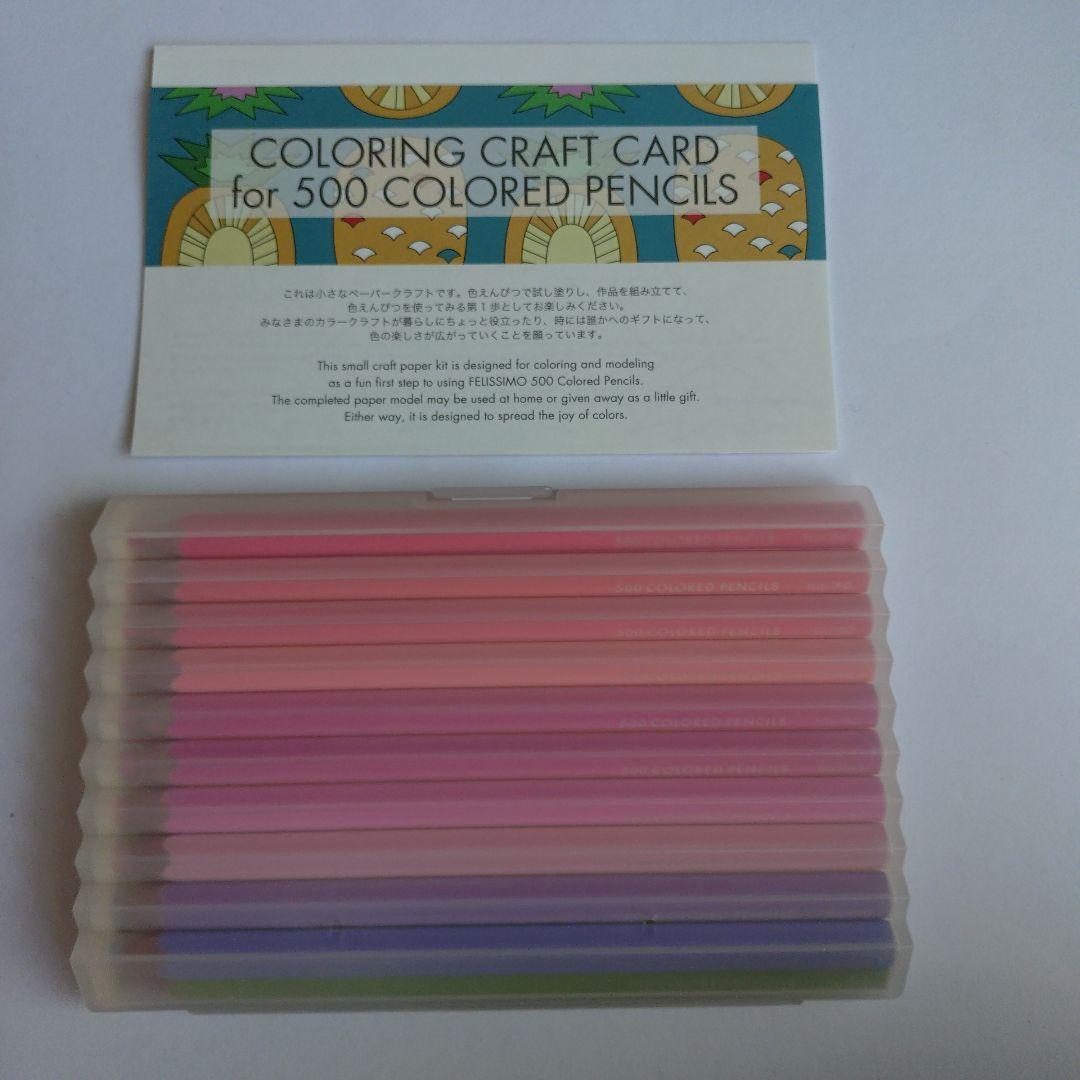 COLORING CRAFT CARD
for 500 COLORED PENCILS
これは小さなペーパークラフトです。色えんぴつで試し塗りし、作品を組み立てて、
色えんぴつを使ってみる第1歩としてお楽しみください。
みなさまのカラークラフトが暮らしにちょっと役立ったり、時には誰かへのギフトになって、
色の楽しさが広がっていくことを願っています。
This small craft paper kit is designed for coloring and modeling
as a fun first step to using FELISSIMO 500 Colored Pencils.
The completed paper model may be used at home or given away as a little gift.
Either way, it is designed to spread the joy of colors.
500 COLORED PENCILS
500 COLORED PENCILS
500 COLORED PENCILS
500 COLORED PENCILS
500 COLORED PENCILS